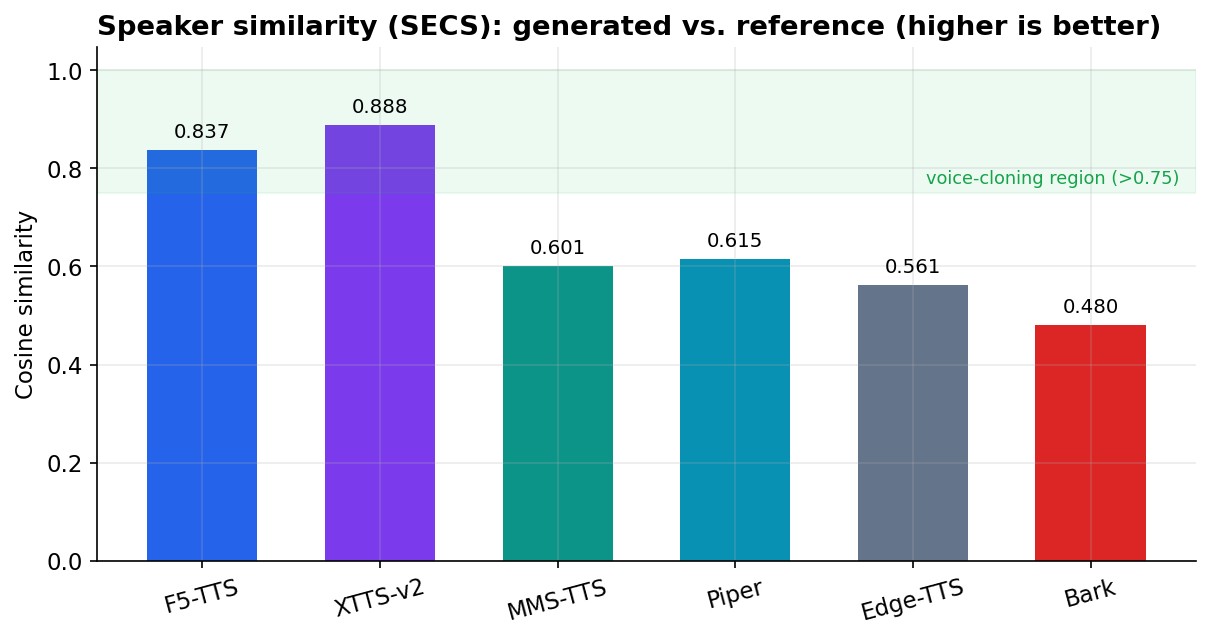 Speaker similarity (SECS): generated vs. reference (higher is better)
Cosine similarity
1.0
0.8
0.6
0.4
0.2
0.0
0.837
0.888
0.601
0.615
0.561
0.480
voice-cloning region (>0.75)
F5-TTS
XTTS-v2
MMS-TTS
Piper
Edge-TTS
Bark